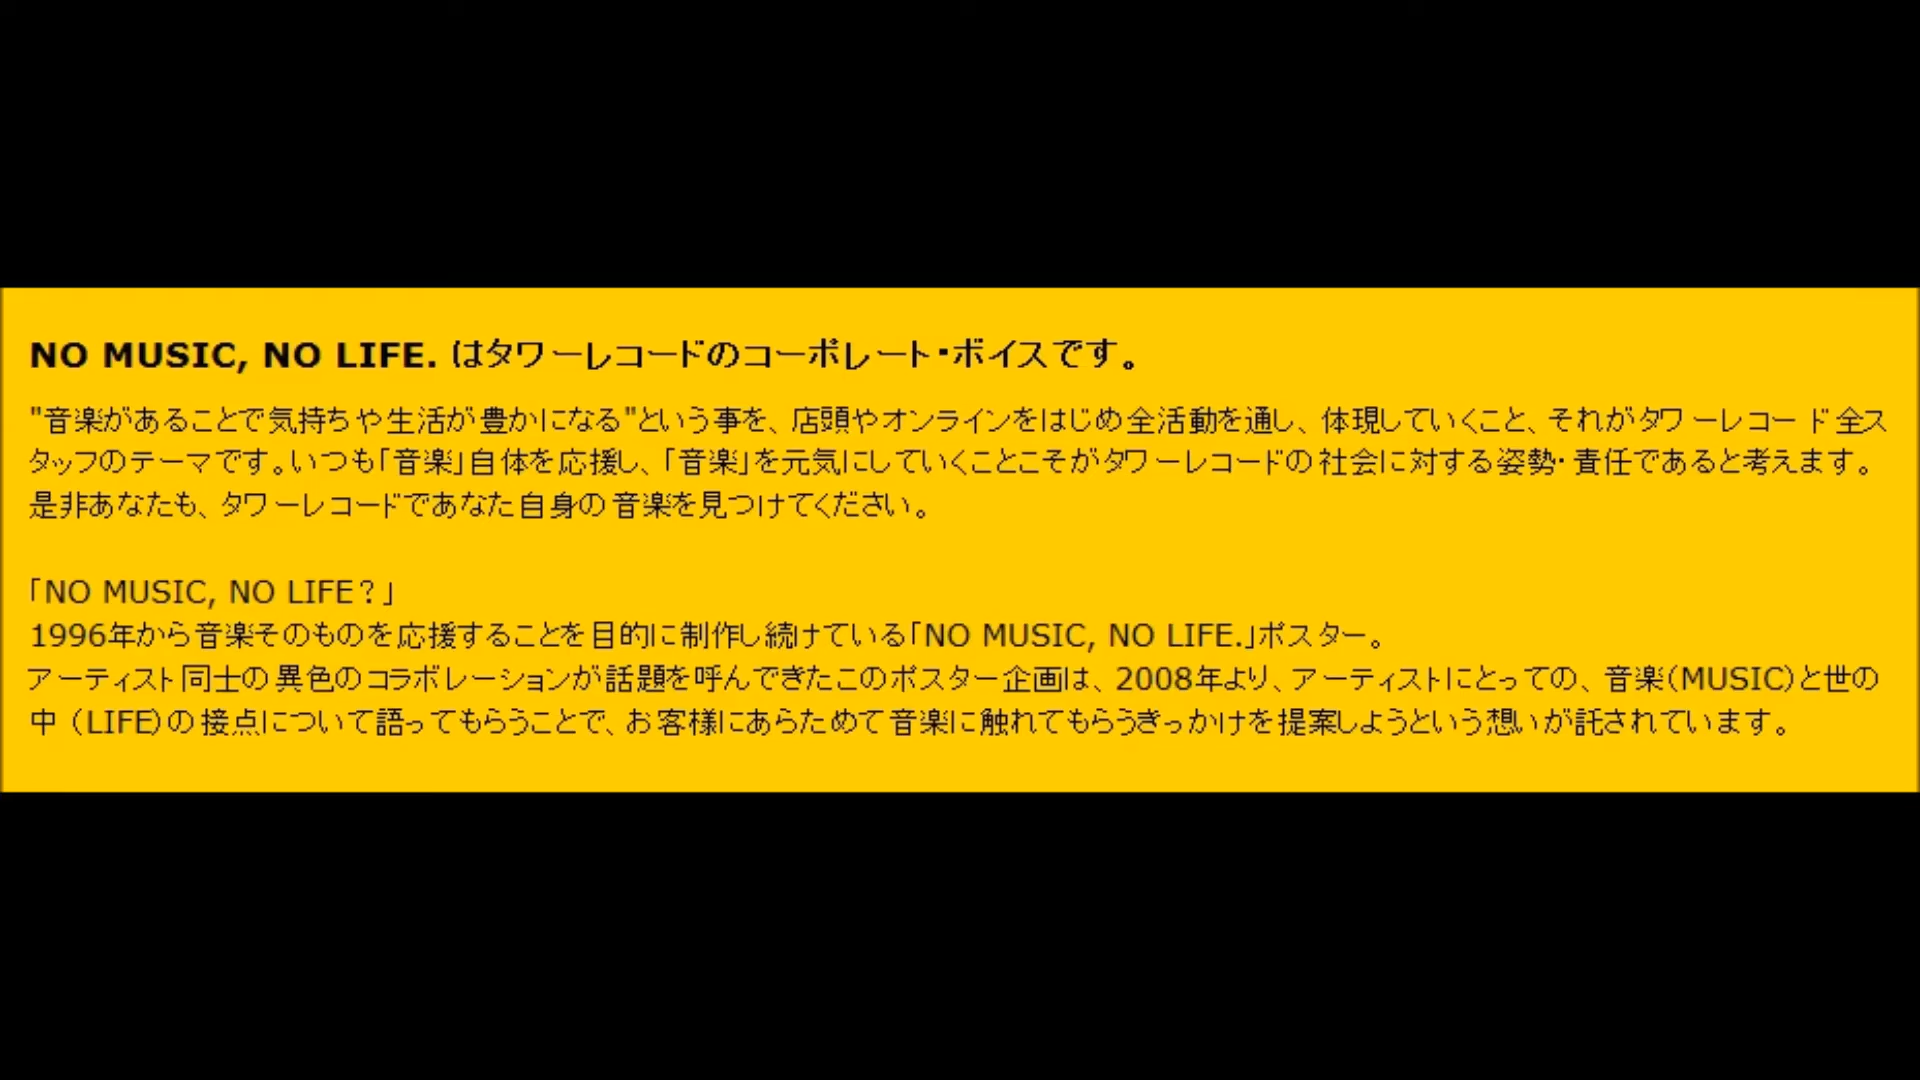 NO MUSIC, NO LIFE. はタワーレコードのコーポレート・ボイスです。
"音楽があることで気持ちや生活が豊かになる"という事を、店頭やオンラインをはじめ全活動を通し、体現していくこと、それがタワーレコード全ス
タッフのテーマです。いつも「音楽」自体を応援し、「音楽」を元気にしていくことこそがタワーレコードの社会に対する姿勢・責任であると考えます。
是非あなたも、タワーレコードであなた自身の音楽を見つけてください。
「NO MUSIC, NO LIFE？」
1996年から音楽そのものを応援することを目的に制作し続けている「NO MUSIC, NO LIFE.」ポスター。
アーティスト同士の異色のコラボレーションが話題を呼んできたこのポスター企画は、2008年より、アーティストにとっての、音楽（MUSIC）と世の
中（LIFE）の接点について語ってもらうことで、お客様にあらためて音楽に触れてもらうきっかけを提案しようという想いが託されています。